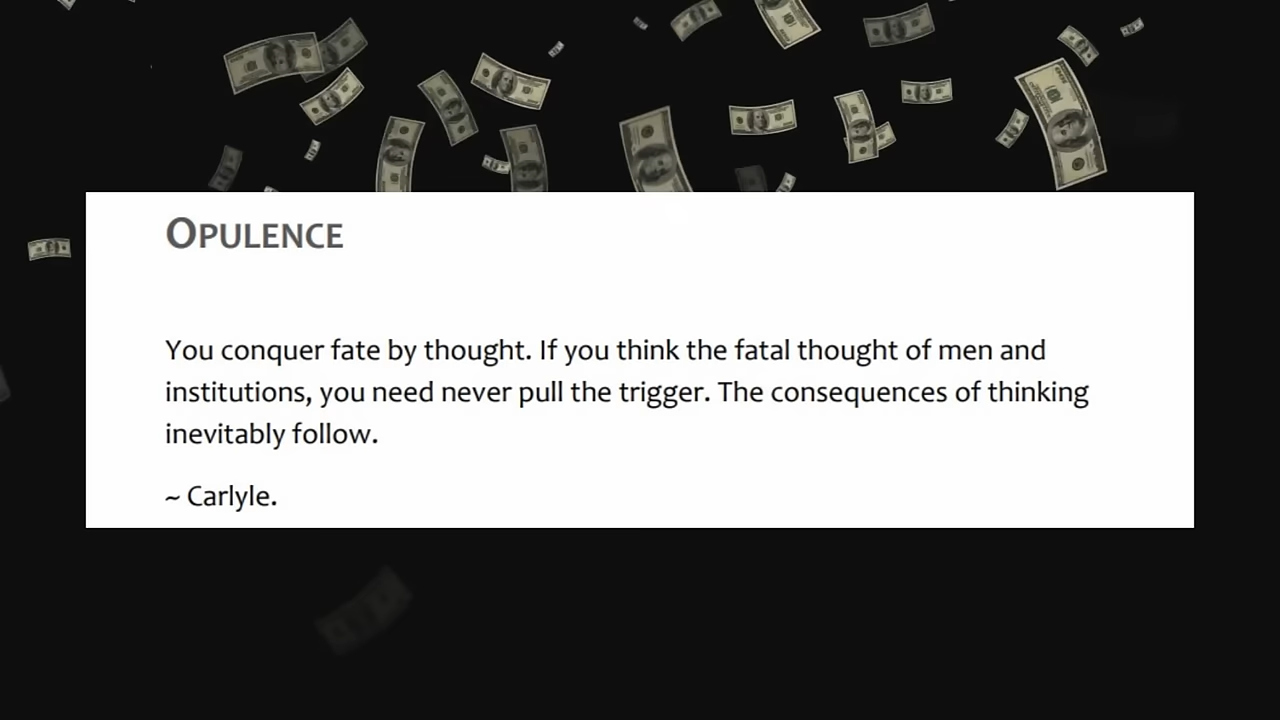 OPULENCE
You conquer fate by thought. If you think the fatal thought of men and
institutions, you need never pull the trigger. The consequences of thinking
inevitably follow.
~ Carlyle.